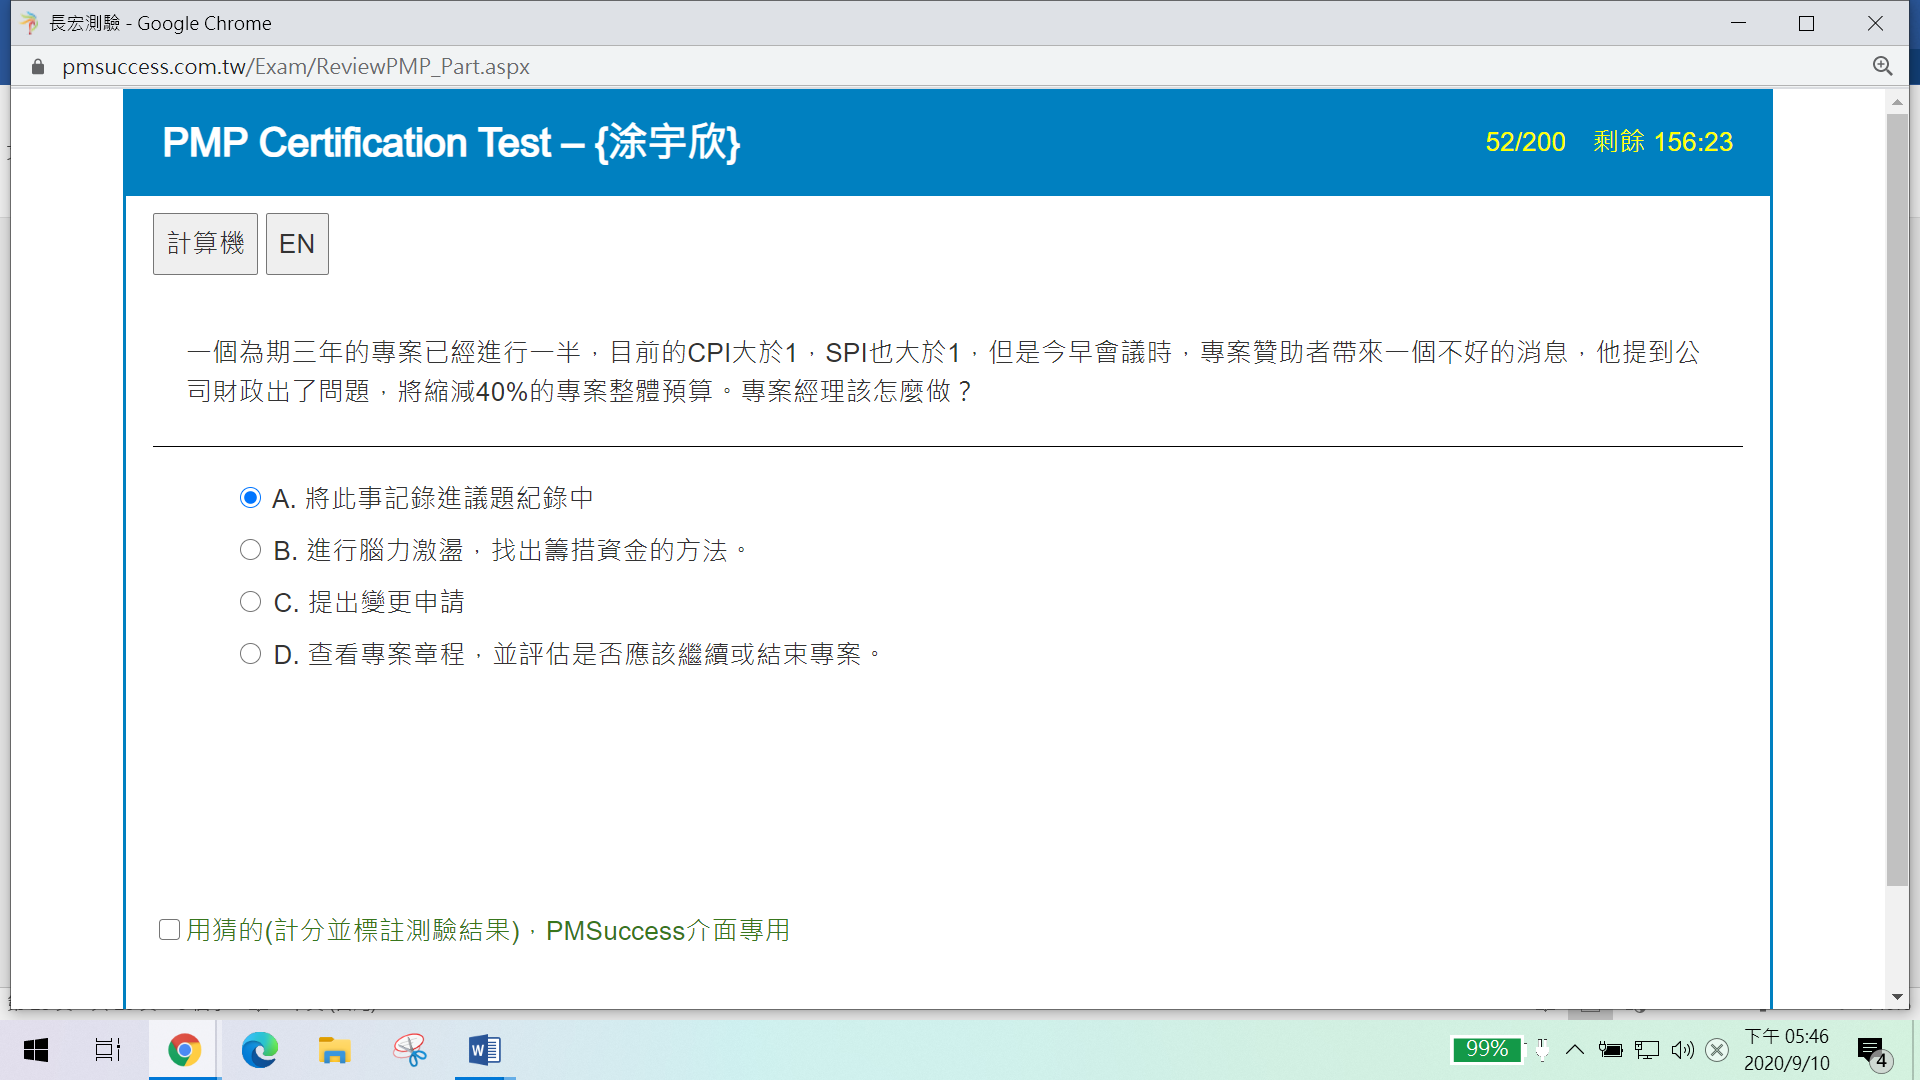 長宏測驗 - Google Chrome
pmsuccess.com.tw/Exam/ReviewPMP_Part.aspx
PMP Certification Test – {涂宇欣}
52/200 剩餘 156:23
計算機 EN
一個為期三年的專案已經進行一半，目前的CPI大於1，SPI也大於1，但是今早會議時，專案贊助者帶來一個不好的消息，他提到公
司財政出了問題，將縮減40%的專案整體預算。專案經理該怎麼做？
A. 將此事記錄進議題紀錄中
B. 進行腦力激盪，找出籌措資金的方法。
C. 提出變更申請
D. 查看專案章程，並評估是否應該繼續或結束專案。
用猜的(計分並標註測驗結果)，PMSuccess介面專用
99%
下午 05:46
2020/9/10
4